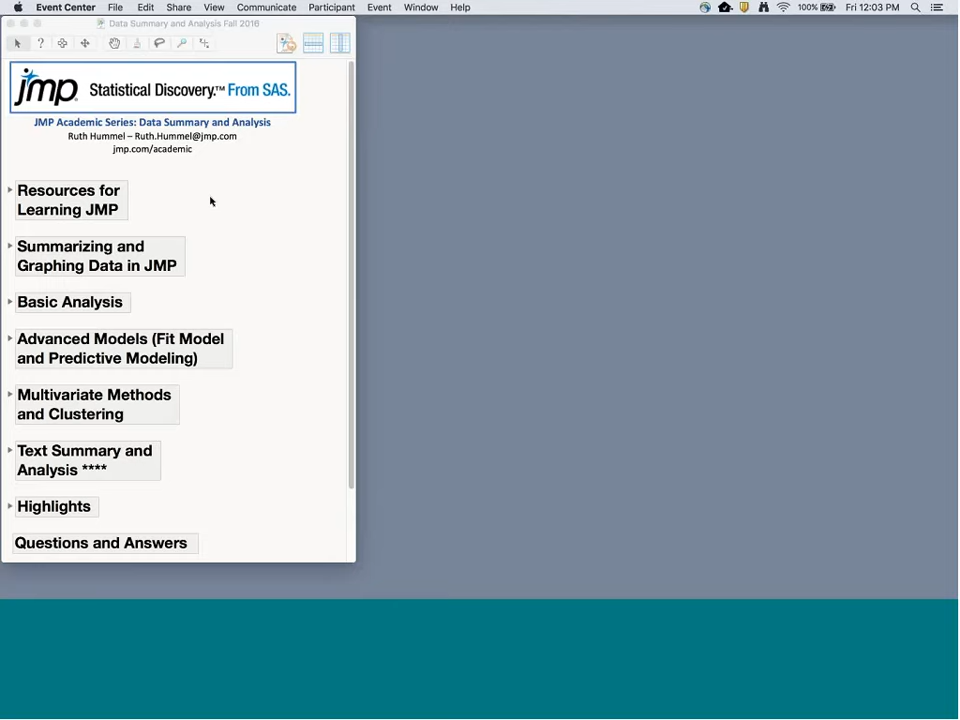 Event Center File Edit Share View Communicate Participant Event Window Help 100% Fri 12:03 PM
Data Summary and Analysis Fall 2016
jmp Statistical Discovery.™ From SAS.
JMP Academic Series: Data Summary and Analysis
Ruth Hummel – Ruth.Hummel@jmp.com
jmp.com/academic
Resources for
Learning JMP
Summarizing and
Graphing Data in JMP
Basic Analysis
Advanced Models (Fit Model
and Predictive Modeling)
Multivariate Methods
and Clustering
Text Summary and
Analysis ****
Highlights
Questions and Answers